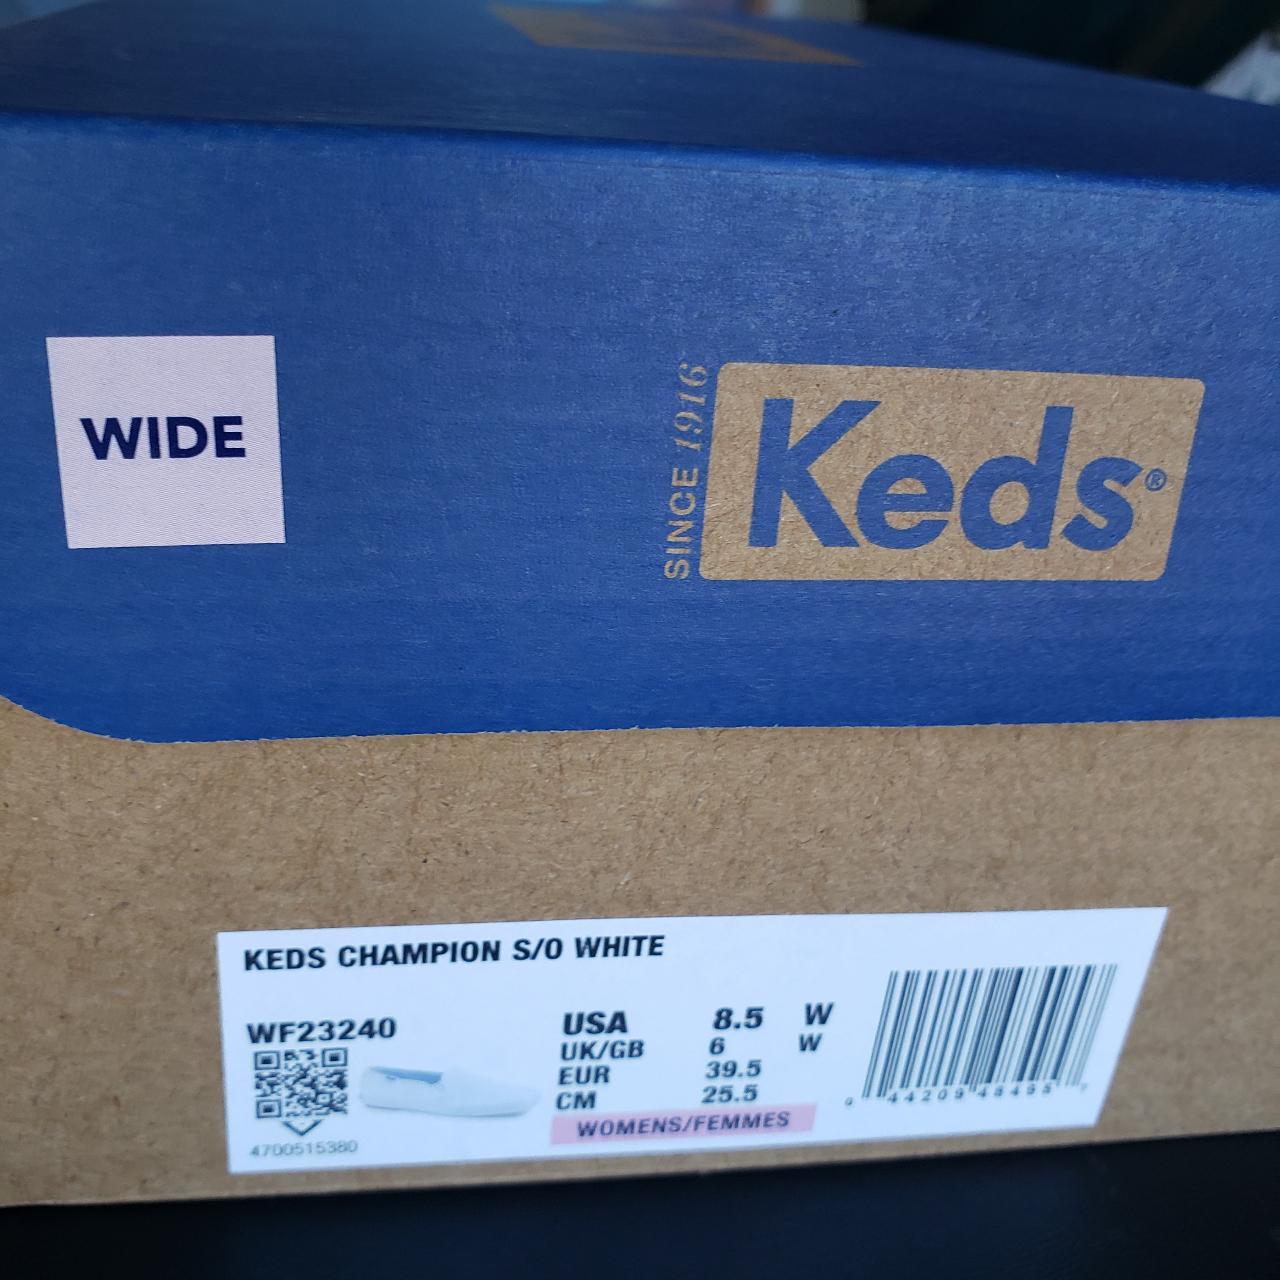 WIDE
SINCE 1916
Keds®
KEDS CHAMPION S/O WHITE
WF23240
USA 8.5 W
UK/GB 6 W
EUR 39.5
CM 25.5
WOMENS/FEMMES
4700515380